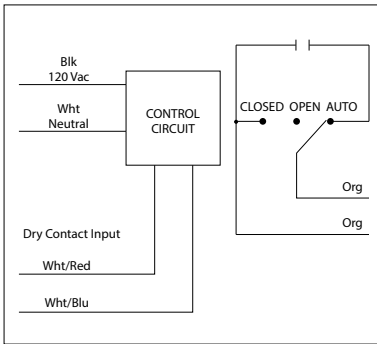 Blk
120 Vac
Wht
Neutral
CONTROL
CIRCUIT
CLOSED OPEN AUTO
Org
Org
Dry Contact Input
Wht/Red
Wht/Blu